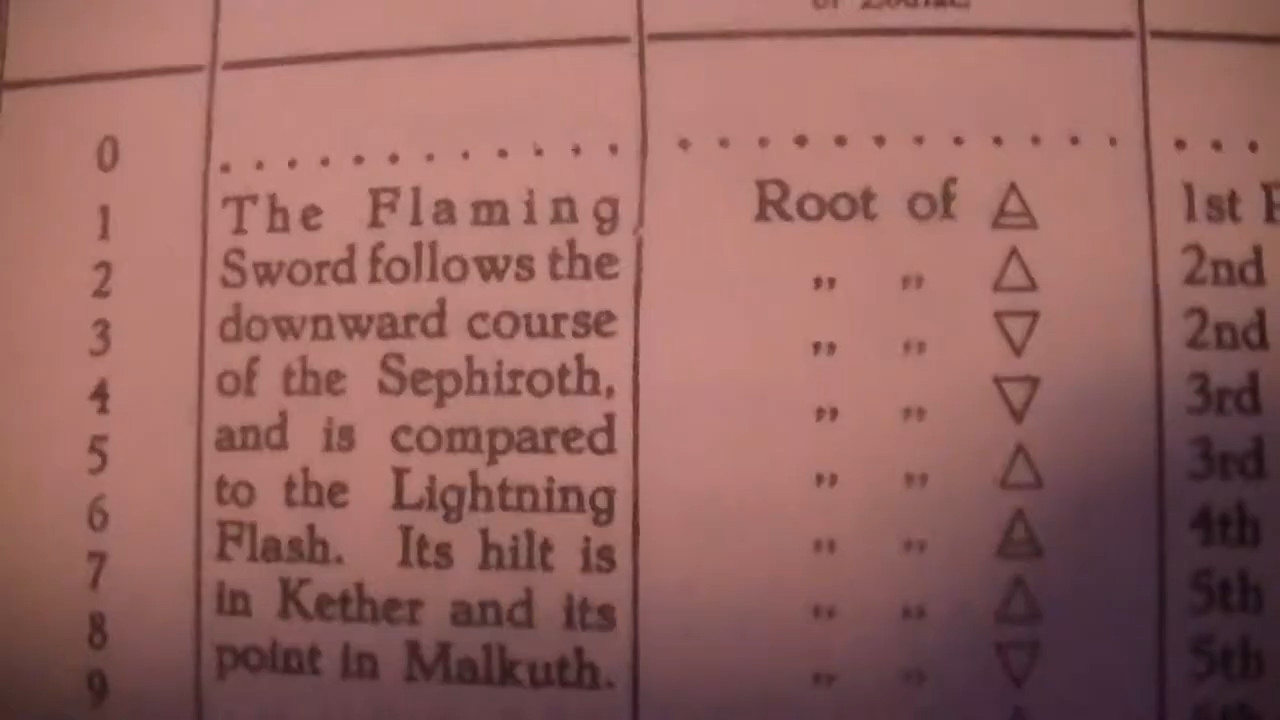 of Zodiac
0 . . . . . . . . . . . . . . . . . . . . . . . . . . . . .
1 The Flaming Root of 🜁 1st
2 Sword follows the „ „ △ 2nd
3 downward course „ „ ▽ 2nd
4 of the Sephiroth, „ „ ▽ 3rd
5 and is compared „ „ △ 3rd
6 to the Lightning „ „ 🜁 4th
7 Flash. Its hilt is „ „ △ 5th
8 in Kether and its „ „ ▽ 5th
9 point in Malkuth.